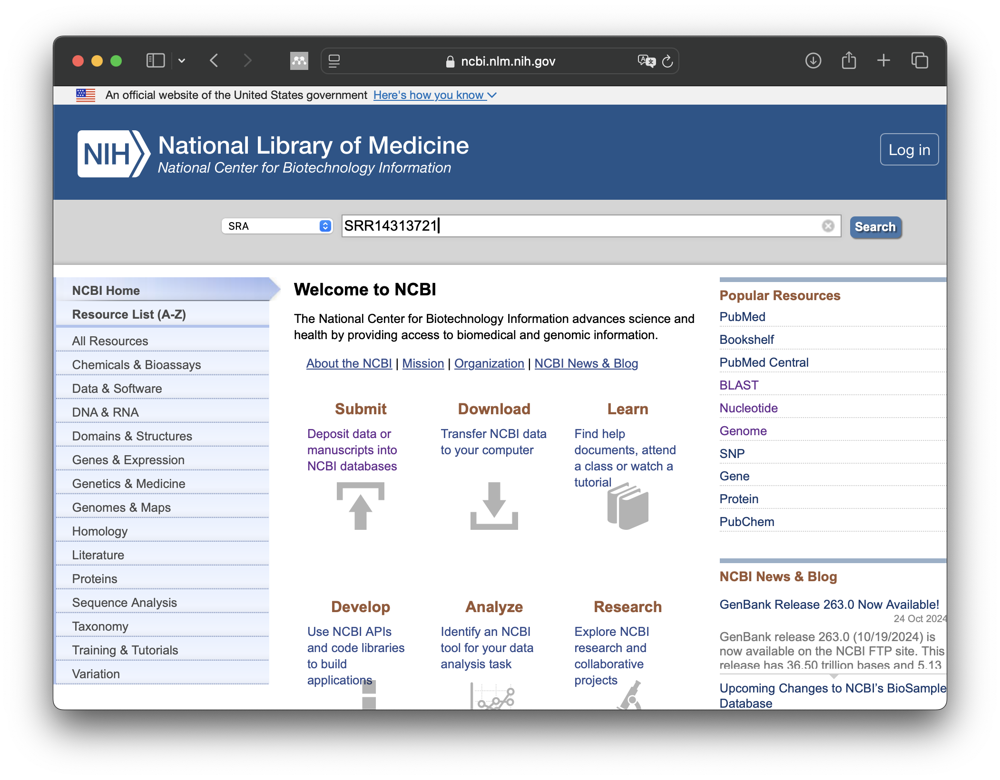 ncbi.nlm.nih.gov
An official website of the United States government Here's how you know
NIH National Library of Medicine
National Center for Biotechnology Information
Log in
SRA
SRR14313721
Search
NCBI Home
Resource List (A-Z)
All Resources
Chemicals & Bioassays
Data & Software
DNA & RNA
Domains & Structures
Genes & Expression
Genetics & Medicine
Genomes & Maps
Homology
Literature
Proteins
Sequence Analysis
Taxonomy
Training & Tutorials
Variation
Welcome to NCBI
The National Center for Biotechnology Information advances science and
health by providing access to biomedical and genomic information.
About the NCBI | Mission | Organization | NCBI News & Blog
Submit
Deposit data or
manuscripts into
NCBI databases
Download
Transfer NCBI data
to your computer
Learn
Find help
documents, attend
a class or watch a
tutorial
Develop
Use NCBI APIs
and code libraries
to build
applications
Analyze
Identify an NCBI
tool for your data
analysis task
Research
Explore NCBI
research and
collaborative
projects
Popular Resources
PubMed
Bookshelf
PubMed Central
BLAST
Nucleotide
Genome
SNP
Gene
Protein
PubChem
NCBI News & Blog
GenBank Release 263.0 Now Available!
24 Oct 2024
GenBank release 263.0 (10/19/2024) is
now available on the NCBI FTP site. This
release has 36.50 trillion bases and 5.13
Upcoming Changes to NCBI’s BioSample
Database